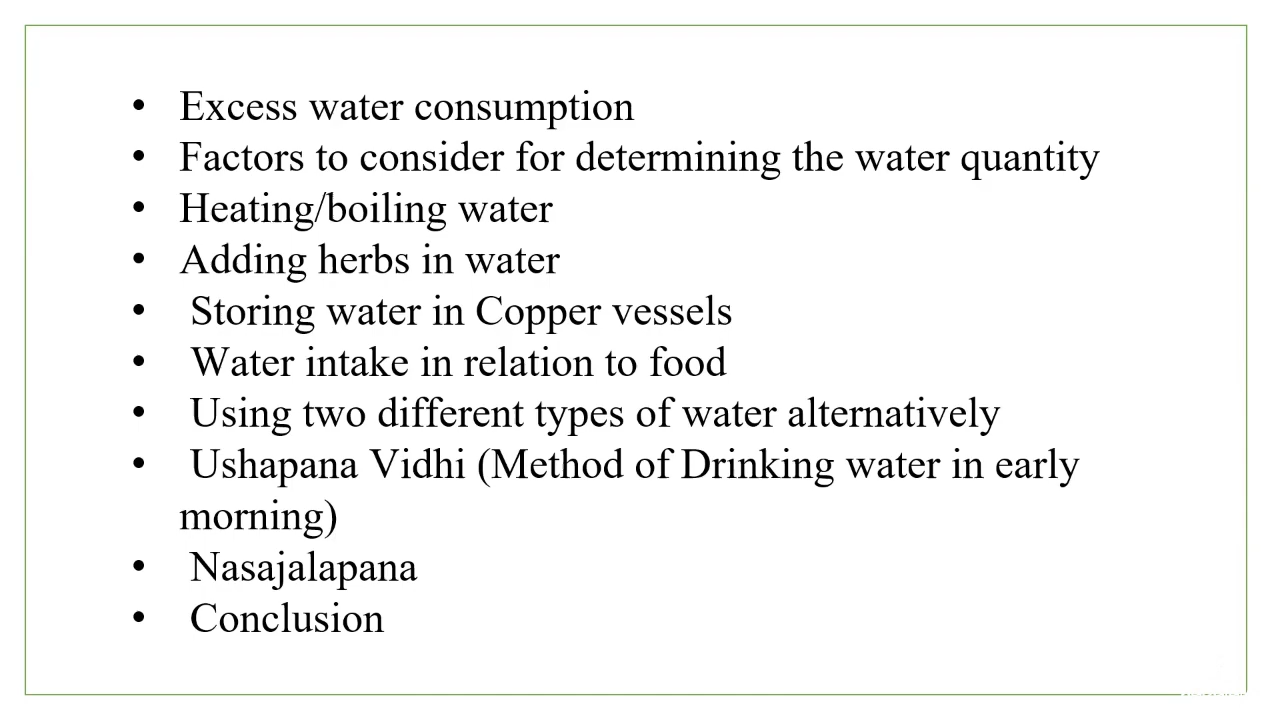 • Excess water consumption
• Factors to consider for determining the water quantity
• Heating/boiling water
• Adding herbs in water
• Storing water in Copper vessels
• Water intake in relation to food
• Using two different types of water alternatively
• Ushapana Vidhi (Method of Drinking water in early
morning)
• Nasajalapana
• Conclusion